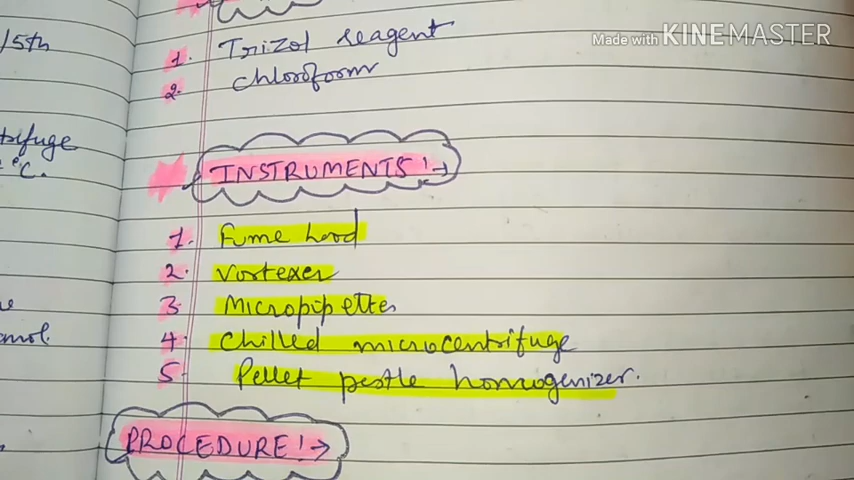 15th
1. Trizol reagent
2. Chloroform
Made with KINEMASTER
°C.
INSTRUMENTS!→
1. Fume hood
2. Vortexer
3. Micropipettes
4. Chilled microcentrifuge
5. Pellet pestle homogenizer.
PROCEDURE!→